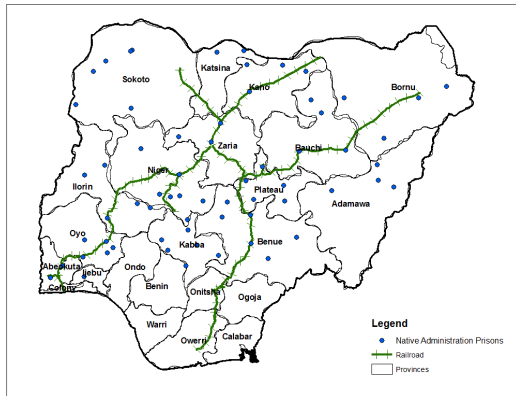 Sokoto
Katsina
Kano
Bornu
Zaria
Bauchi
Niger
Ilorin
Plateau
Adamawa
Oyo
Kabba
Benue
Abeokuta
Ijebu
Ondo
Colony
Benin
Onitsha
Ogoja
Warri
Owerri
Calabar
Legend
Native Administration Prisons
Railroad
Provinces